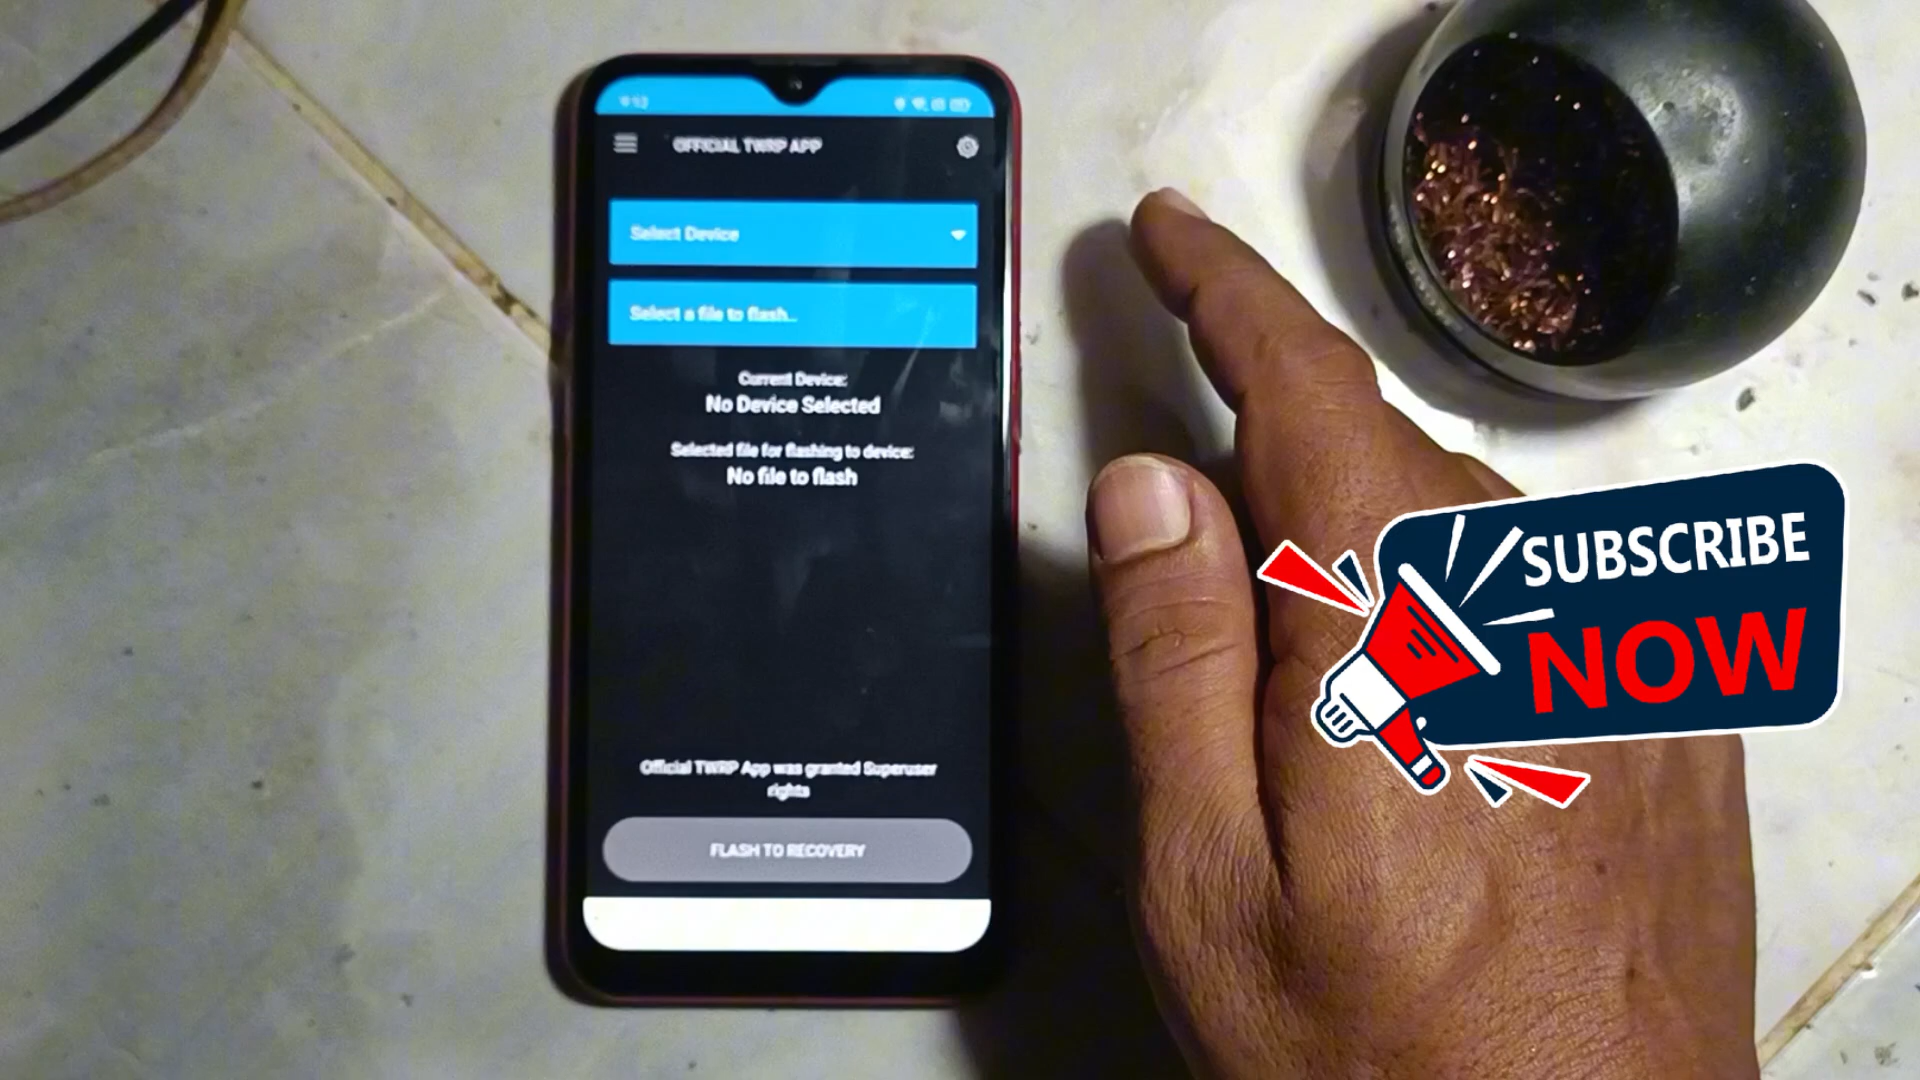 OFFICIAL TWRP APP
Select Device
Select a file to flash...
Current Device:
No Device Selected
Selected file for flashing to device:
No file to flash
Official TWRP App was granted Superuser
rights
FLASH TO RECOVERY
SUBSCRIBE
NOW